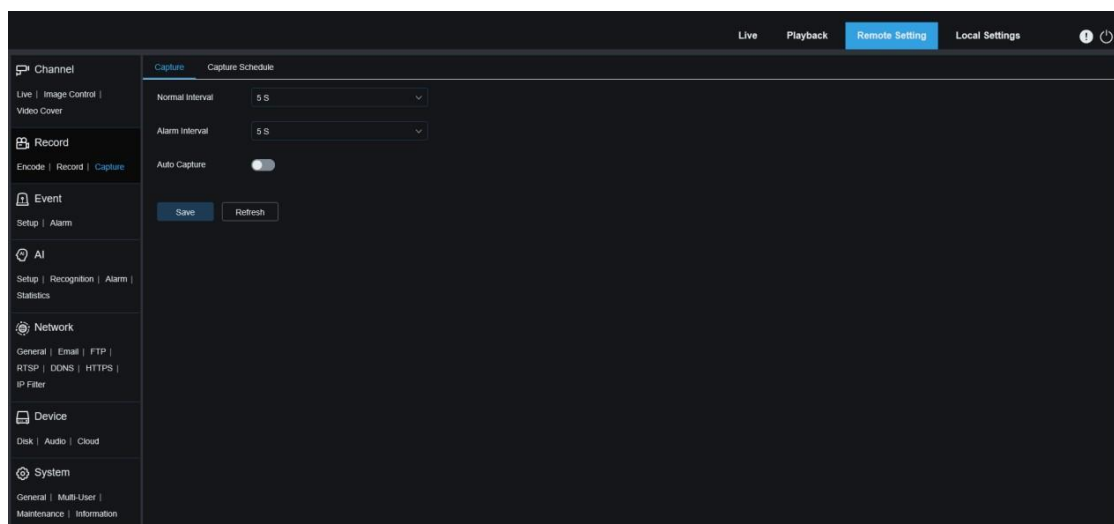 Live Playback Remote Setting Local Settings
Channel
Live | Image Control |
Video Cover
Record
Encode | Record | Capture
Event
Setup | Alarm
AI
Setup | Recognition | Alarm |
Statistics
Network
General | Email | FTP |
RTSP | DDNS | HTTPS |
IP Filter
Device
Disk | Audio | Cloud
System
General | Multi-User |
Maintenance | Information
Capture Capture Schedule
Normal Interval 5 S
Alarm Interval 5 S
Auto Capture
Save Refresh